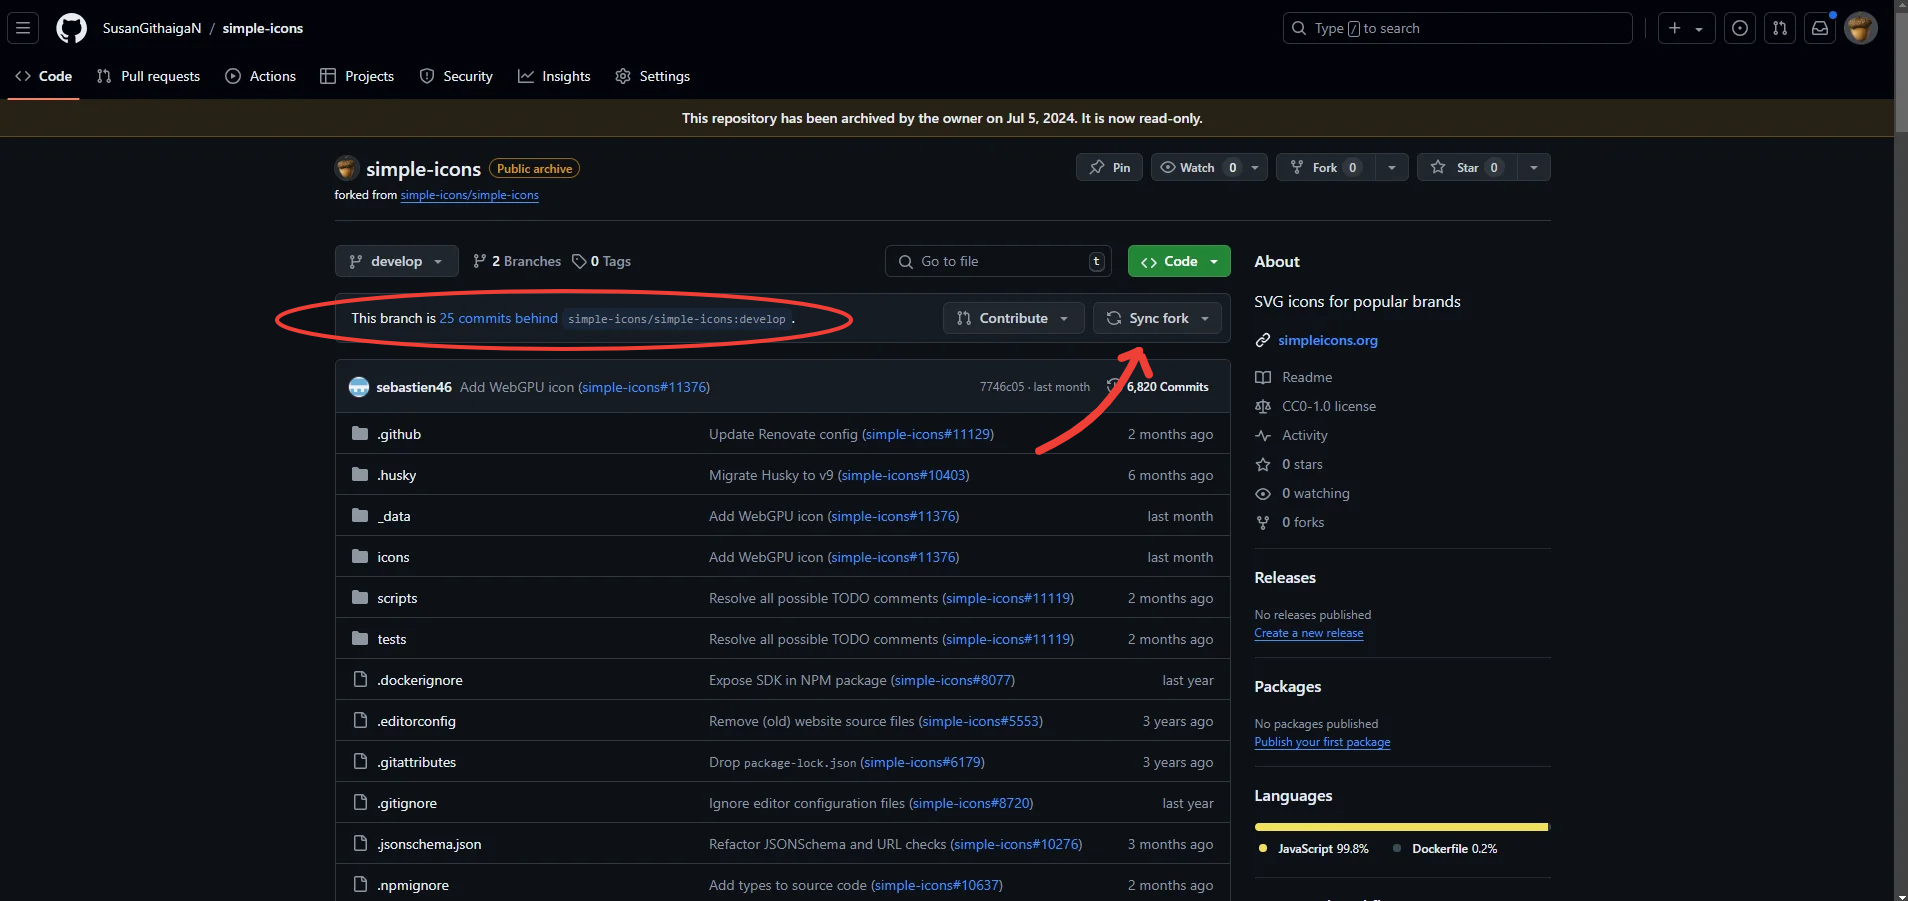 SusanGithaigaN / simple-icons
Type / to search
Code Pull requests Actions Projects Security Insights Settings
This repository has been archived by the owner on Jul 5, 2024. It is now read-only.
simple-icons Public archive
Pin Watch 0 Fork 0 Star 0
forked from simple-icons/simple-icons
develop 2 Branches 0 Tags
Go to file t
Code
This branch is 25 commits behind simple-icons/simple-icons:develop .
Contribute Sync fork
sebastien46 Add WebGPU icon (simple-icons#11376) 7746c05 · last month 6,820 Commits
.github Update Renovate config (simple-icons#11129) 2 months ago
.husky Migrate Husky to v9 (simple-icons#10403) 6 months ago
_data Add WebGPU icon (simple-icons#11376) last month
icons Add WebGPU icon (simple-icons#11376) last month
scripts Resolve all possible TODO comments (simple-icons#11119) 2 months ago
tests Resolve all possible TODO comments (simple-icons#11119) 2 months ago
.dockerignore Expose SDK in NPM package (simple-icons#8077) last year
.editorconfig Remove (old) website source files (simple-icons#5553) 3 years ago
.gitattributes Drop package-lock.json (simple-icons#6179) 3 years ago
.gitignore Ignore editor configuration files (simple-icons#8720) last year
.jsonschema.json Refactor JSONSchema and URL checks (simple-icons#10276) 3 months ago
.npmignore Add types to source code (simple-icons#10637) 2 months ago
About
SVG icons for popular brands
simpleicons.org
Readme
CC0-1.0 license
Activity
0 stars
0 watching
0 forks
Releases
No releases published
Create a new release
Packages
No packages published
Publish your first package
Languages
JavaScript 99.8% Dockerfile 0.2%